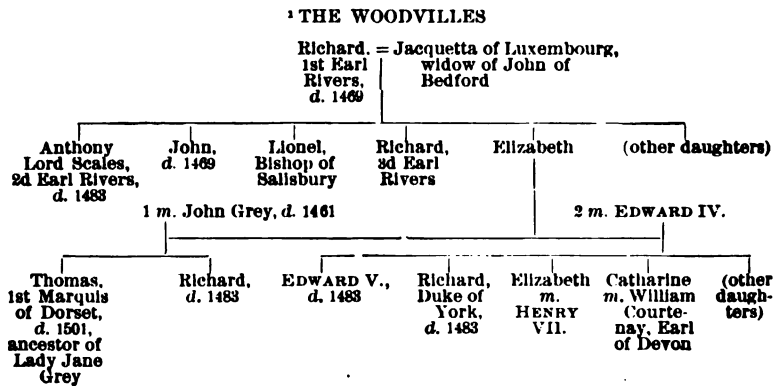 ² THE WOODVILLES
Richard, = Jacquetta of Luxembourg,
1st Earl widow of John of
Rivers, Bedford
d. 1469
Anthony
Lord Scales,
2d Earl Rivers,
d. 1483
John,
d. 1469
Lionel,
Bishop of
Salisbury
Richard,
3d Earl
Rivers
Elizabeth
(other daughters)
1 m. John Grey, d. 1461
2 m. EDWARD IV.
Thomas,
1st Marquis
of Dorset,
d. 1501,
ancestor of
Lady Jane
Grey
Richard,
d. 1483
EDWARD V.,
d. 1483
Richard,
Duke of
York,
d. 1483
Elizabeth
m.
HENRY
VII.
Catharine
m. William
Courte-
nay, Earl
of Devon
(other
daugh-
ters)